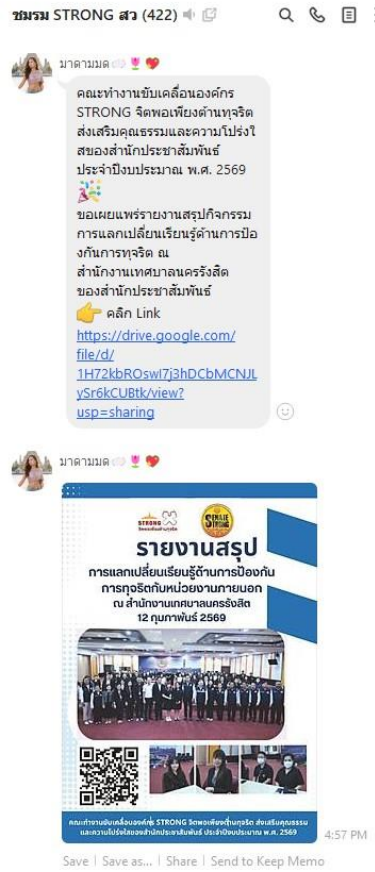 ชมรม STRONG สว (422)
มาดามมด
คณะทำงานขับเคลื่อนองค์กร
STRONG จิตพอเพียงต้านทุจริต
ส่งเสริมคุณธรรมและความโปร่งใ
สของสำนักประชาสัมพันธ์
ประจำปีงบประมาณ พ.ศ. 2569
ขอเผยแพร่รายงานสรุปกิจกรรม
การแลกเปลี่ยนเรียนรู้ด้านการป้อ
งกันการทุจริต ณ
สำนักงานเทศบาลนครรังสิต
ของสำนักประชาสัมพันธ์
คลิก Link
https://drive.google.com/
file/d/
1H72kbROswI7j3hDCbMCNJL
ySr6kCUBtk/view?
usp=sharing
มาดามมด
STRONG
จิตพอเพียงต้านทุจริต
STRONG
รายงานสรุป
การแลกเปลี่ยนเรียนรู้ด้านการป้องกัน
การทุจริตกับหน่วยงานภายนอก
ณ สำนักงานเทศบาลนครรังสิต
12 กุมภาพันธ์ 2569
คณะทำงานขับเคลื่อนองค์กร STRONG จิตพอเพียงต้านทุจริต ส่งเสริมคุณธรรม
และความโปร่งใสของสำนักประชาสัมพันธ์ ประจำปีงบประมาณ พ.ศ. 2569
4:57 PM
Save | Save as... | Share | Send to Keep Memo